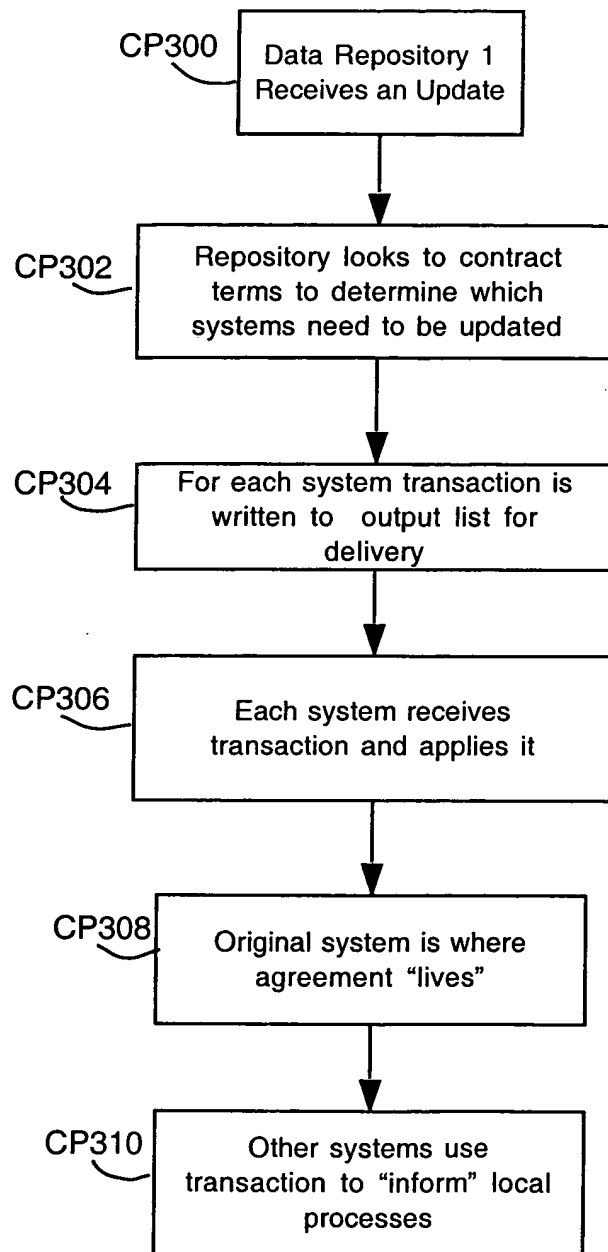 CP300
Data Repository 1
Receives an Update
CP302
Repository looks to contract
terms to determine which
systems need to be updated
CP304
For each system transaction is
written to output list for
delivery
CP306
Each system receives
transaction and applies it
CP308
Original system is where
agreement “lives”
CP310
Other systems use
transaction to “inform” local
processes